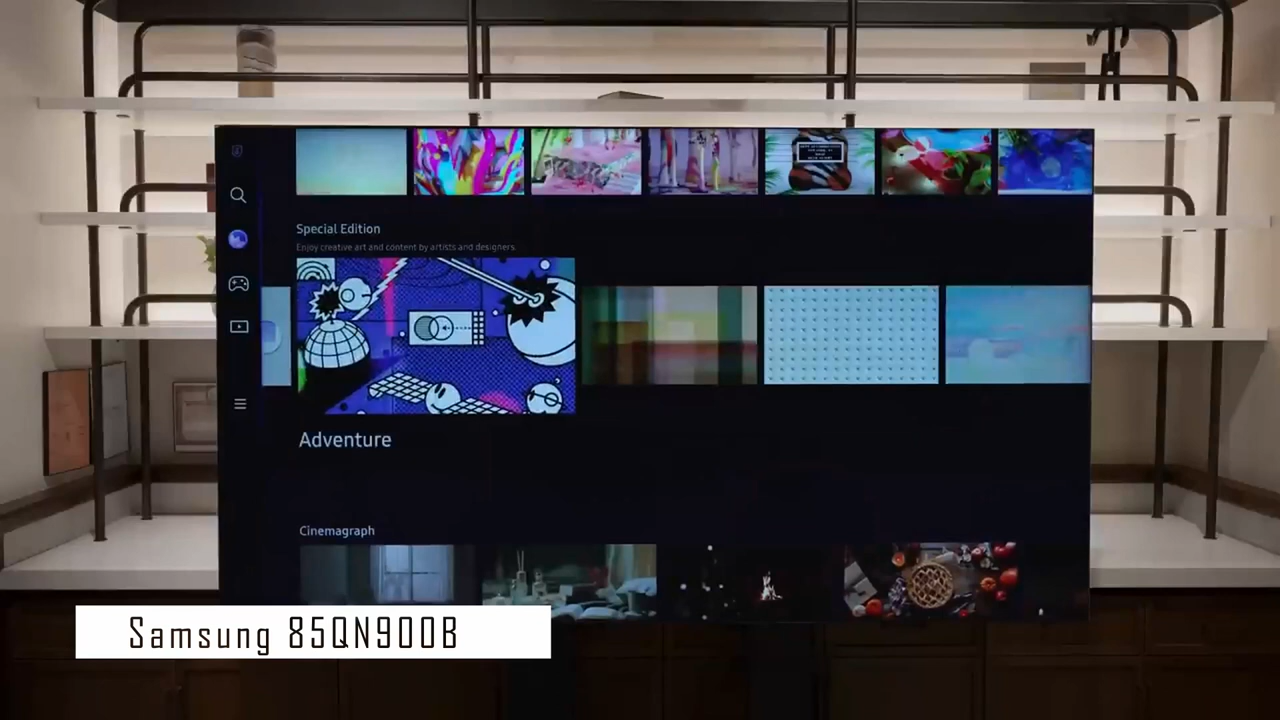 Special Edition
Enjoy creative art and content by artists and designers.
Adventure
Cinemagraph
Samsung 85QN900B